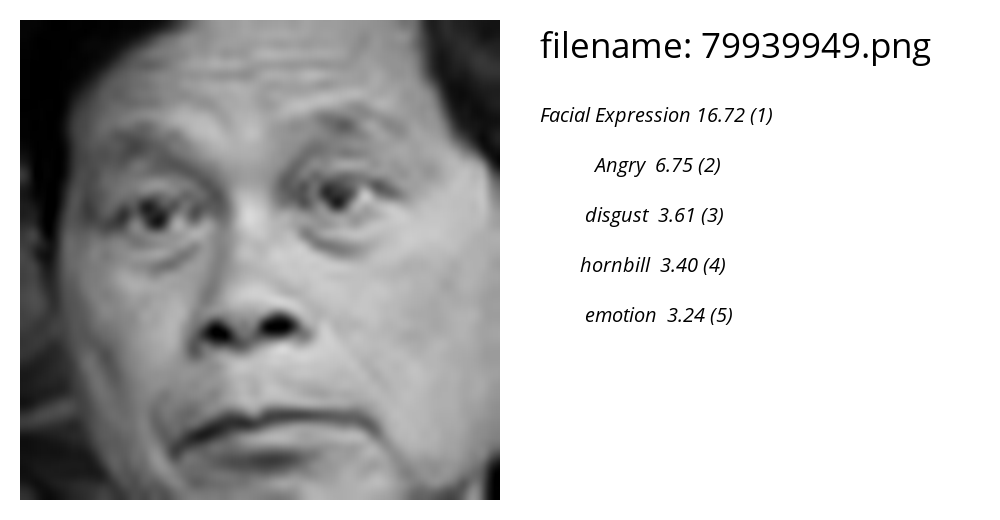 filename: 79939949.png
Facial Expression 16.72 (1)
Angry 6.75 (2)
disgust 3.61 (3)
hornbill 3.40 (4)
emotion 3.24 (5)